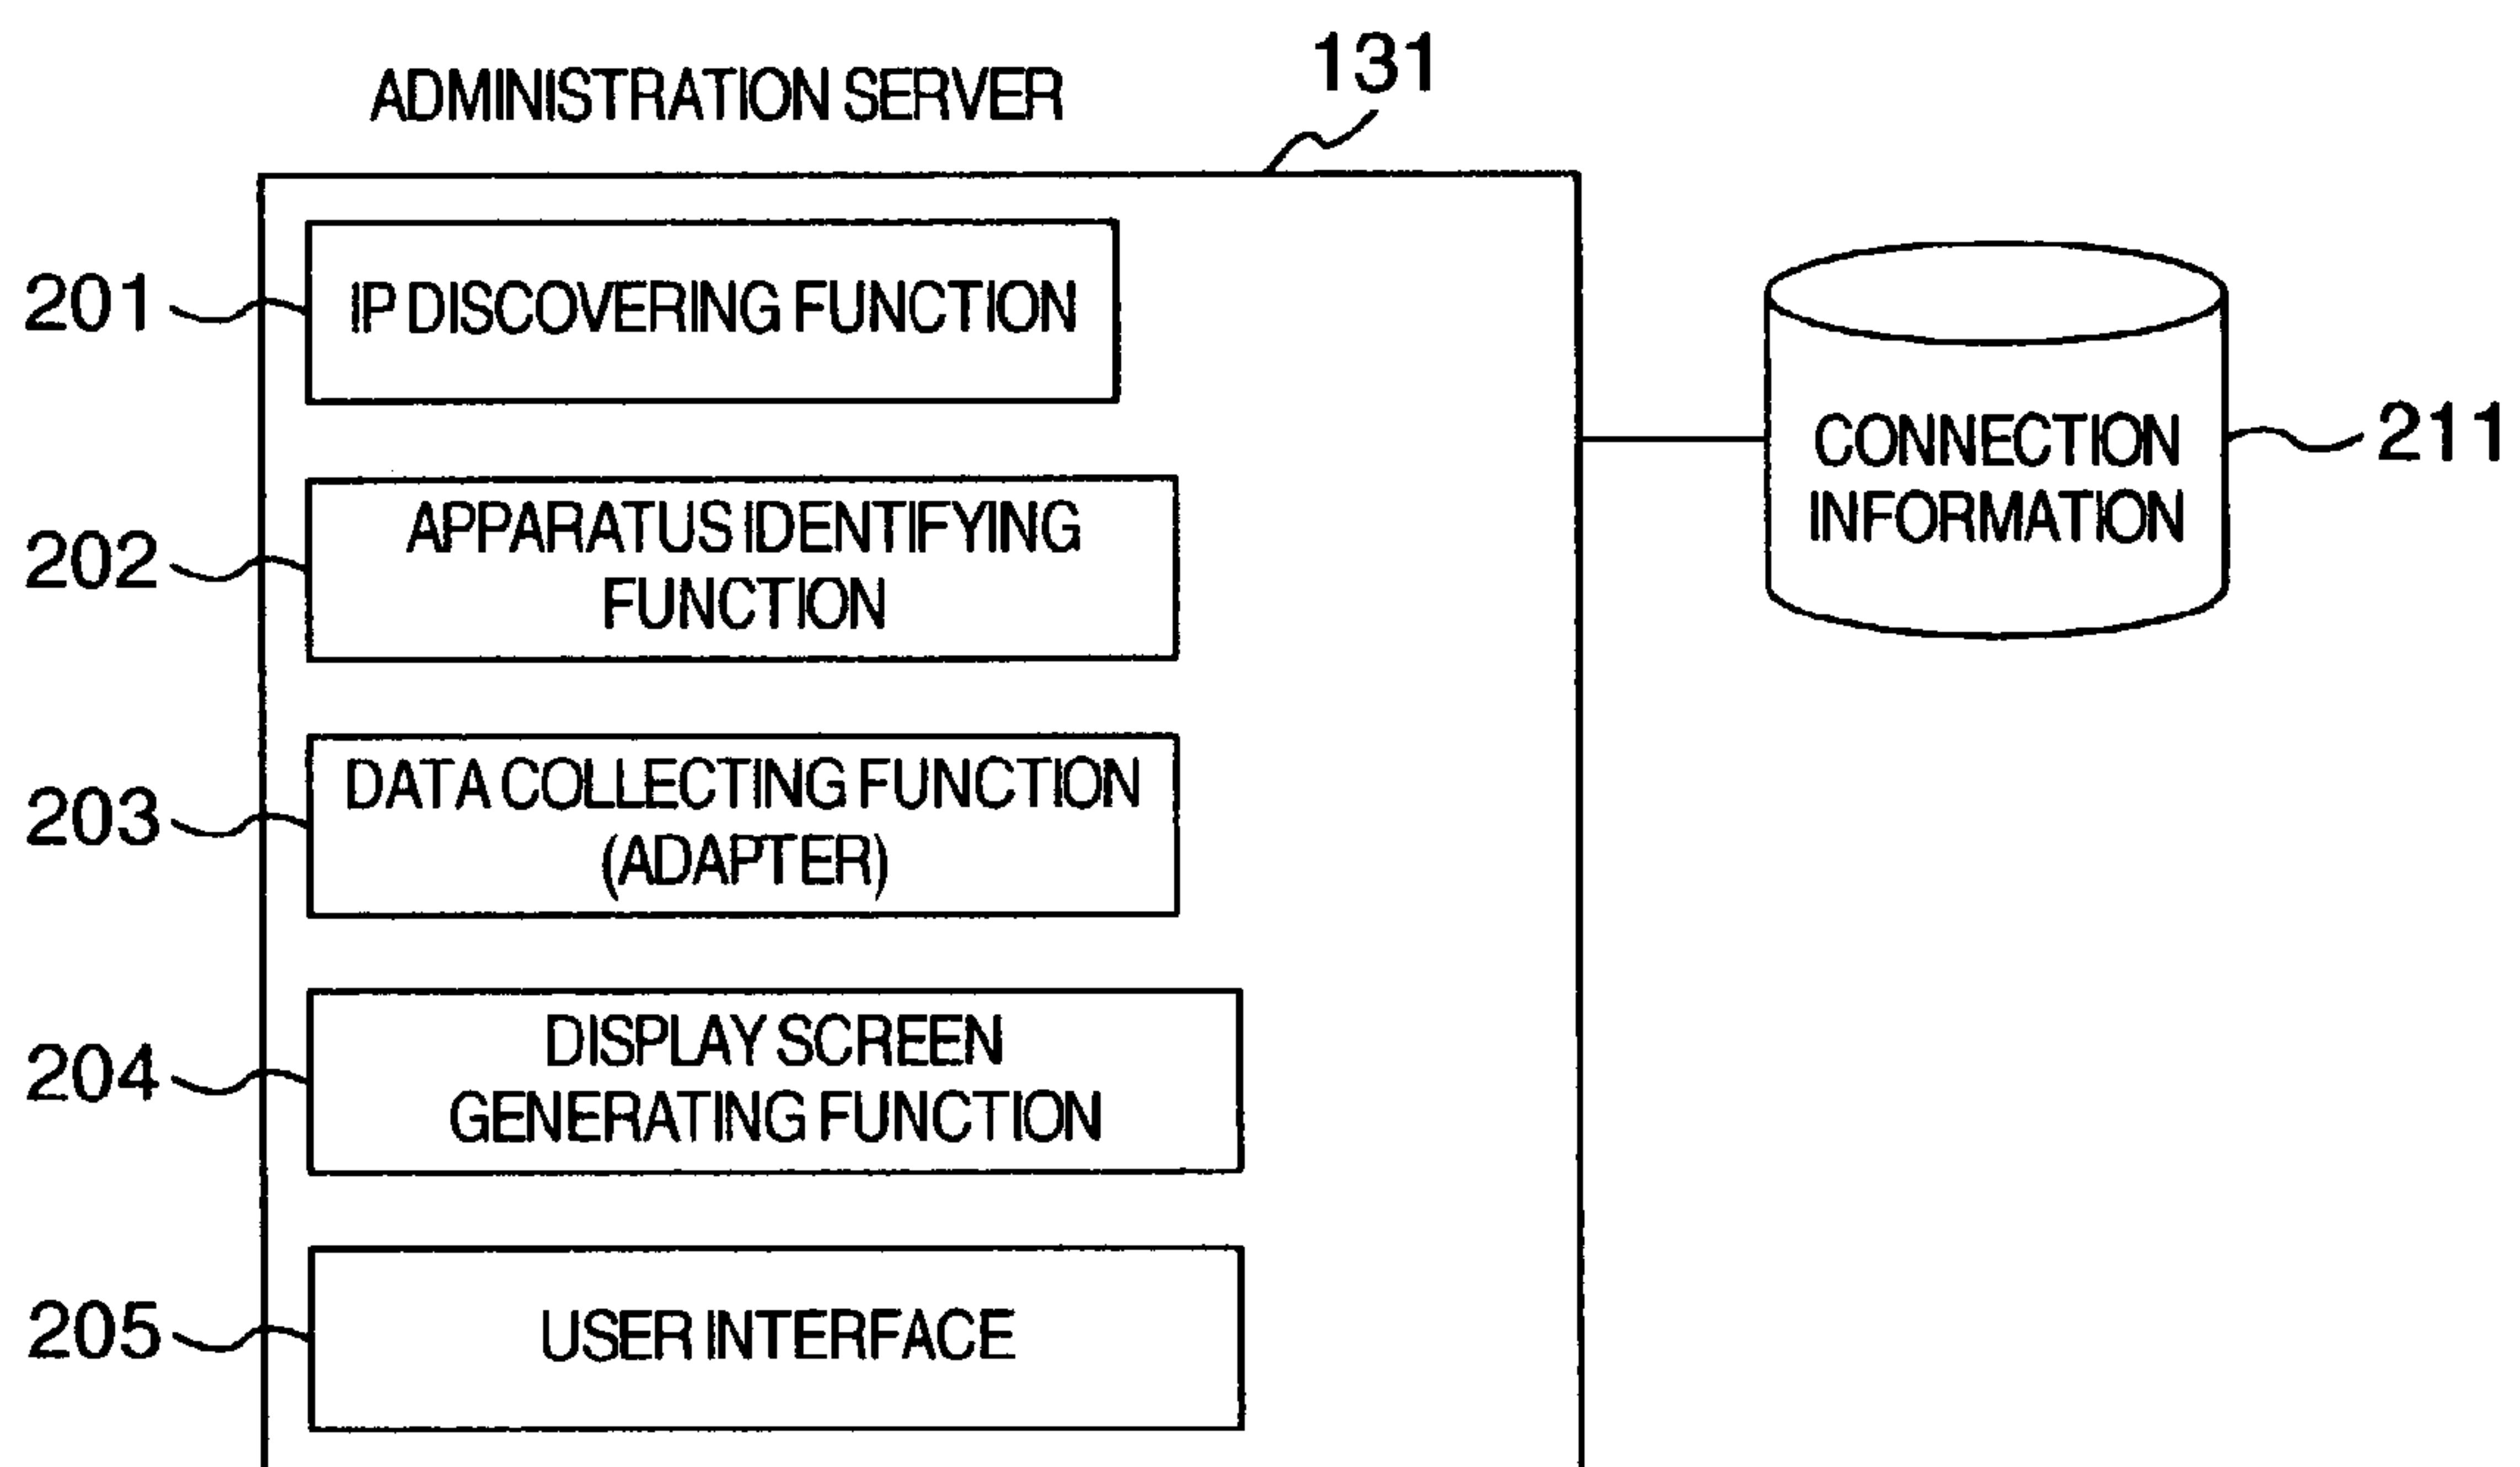 131
ADMINISTRATION SERVER
201
IP DISCOVERING FUNCTION
202
APPARATUS IDENTIFYING
FUNCTION
203
DATA COLLECTING FUNCTION
(ADAPTER)
204
DISPLAY SCREEN
GENERATING FUNCTION
205
USER INTERFACE
CONNECTION
INFORMATION
211